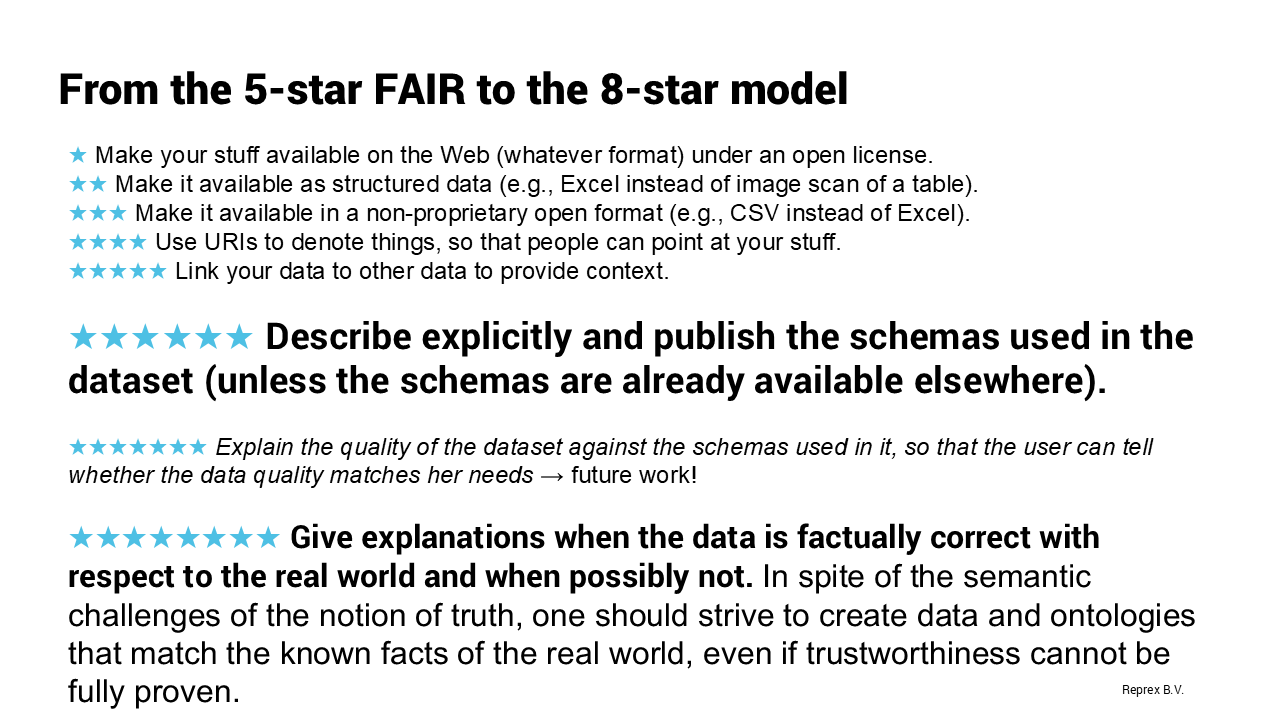 From the 5-star FAIR to the 8-star model
★ Make your stuff available on the Web (whatever format) under an open license.
★★ Make it available as structured data (e.g., Excel instead of image scan of a table).
★★★ Make it available in a non-proprietary open format (e.g., CSV instead of Excel).
★★★★ Use URIs to denote things, so that people can point at your stuff.
★★★★★ Link your data to other data to provide context.
★★★★★★ Describe explicitly and publish the schemas used in the
dataset (unless the schemas are already available elsewhere).
★★★★★★★ Explain the quality of the dataset against the schemas used in it, so that the user can tell
whether the data quality matches her needs → future work!
★★★★★★★★ Give explanations when the data is factually correct with
respect to the real world and when possibly not. In spite of the semantic
challenges of the notion of truth, one should strive to create data and ontologies
that match the known facts of the real world, even if trustworthiness cannot be
fully proven.
Reprex B.V.